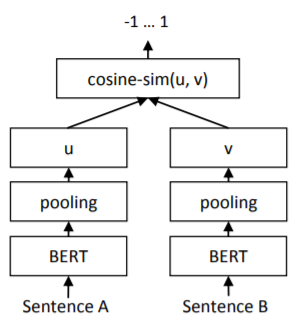 -1 … 1
cosine-sim(u, v)
u v
pooling pooling
BERT BERT
Sentence A Sentence B